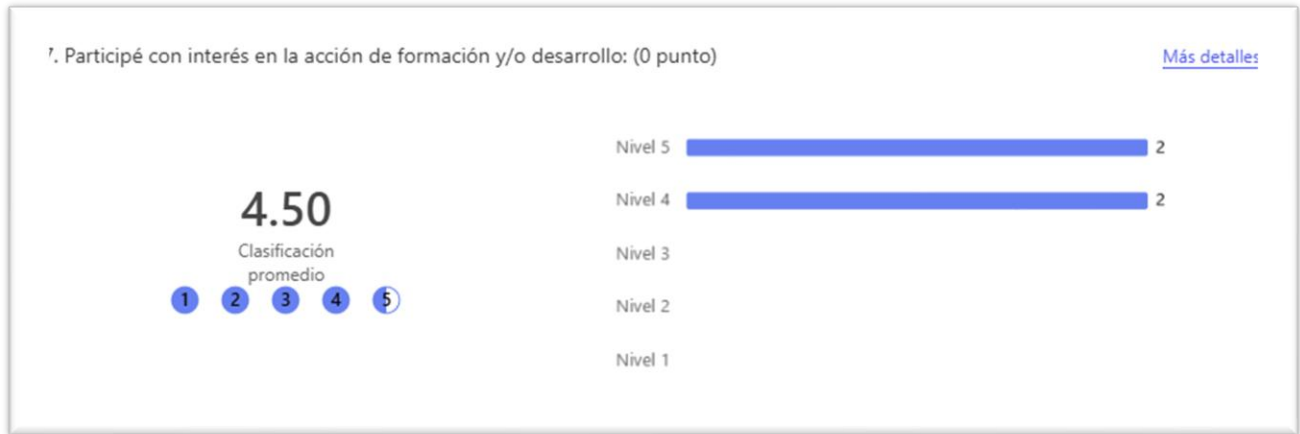 7. Participé con interés en la acción de formación y/o desarrollo: (0 punto)
Más detalles
4.50
Clasificación
promedio
1 2 3 4 5
Nivel 5 2
Nivel 4 2
Nivel 3
Nivel 2
Nivel 1